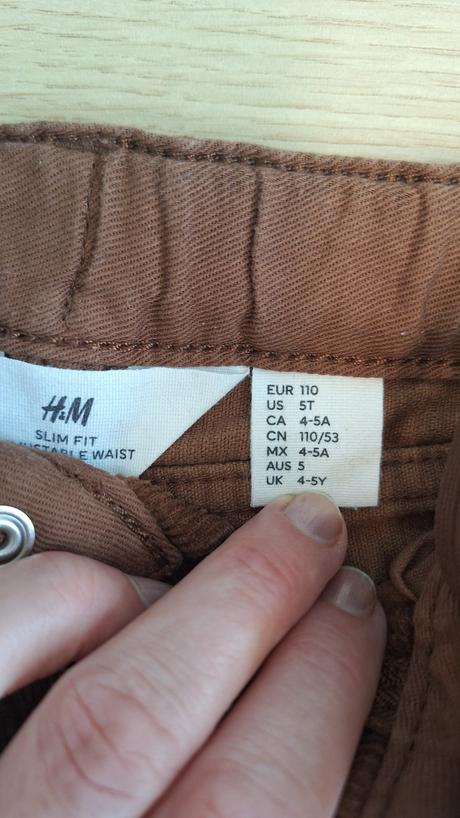 H&M
SLIM FIT
WAIST
EUR 110
US 5T
CA 4-5A
CN 110/53
MX 4-5A
AUS 5
UK 4-5Y